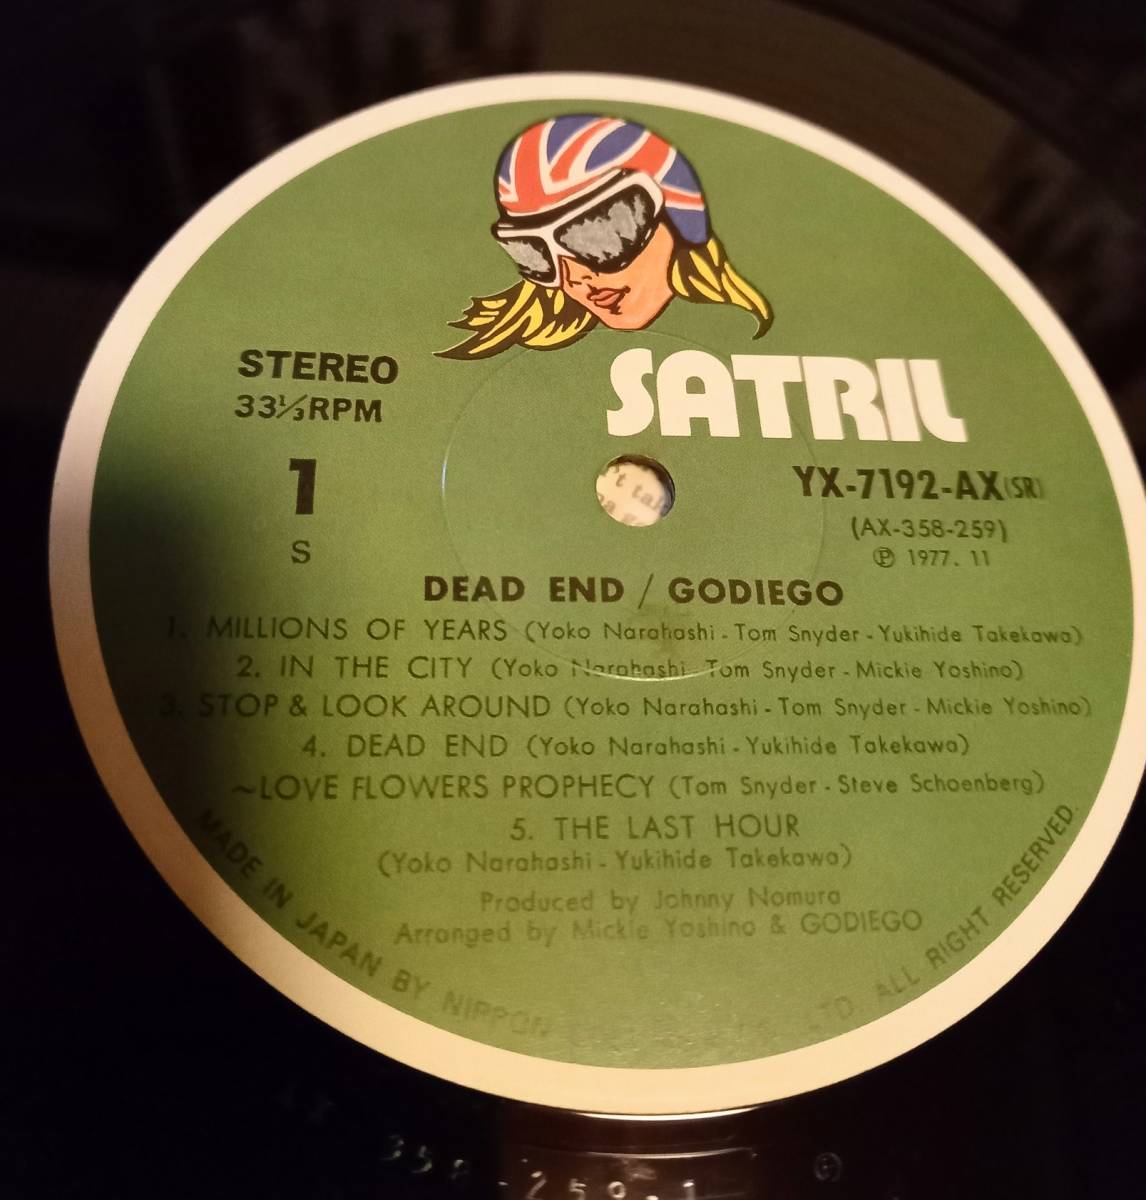 STEREO
33⅓RPM
SATRIL
1
YX-7192-AX(SR)
S
(AX-358-259)
Ⓟ 1977. 11
't tal
DEAD END / GODIEGO
1. MILLIONS OF YEARS (Yoko Narahashi - Tom Snyder - Yukihide Takekawa)
2. IN THE CITY (Yoko Narahashi - Tom Snyder - Mickie Yoshino)
3. STOP & LOOK AROUND (Yoko Narahashi - Tom Snyder - Mickie Yoshino)
4. DEAD END (Yoko Narahashi - Yukihide Takekawa)
~LOVE FLOWERS PROPHECY (Tom Snyder - Steve Schoenberg)
5. THE LAST HOUR
(Yoko Narahashi - Yukihide Takekawa)
Produced by Johnny Nomura
Arranged by Mickie Yoshino & GODIEGO
MADE IN JAPAN BY NIPPON LTD. ALL RIGHT RESERVED.
358-259.1